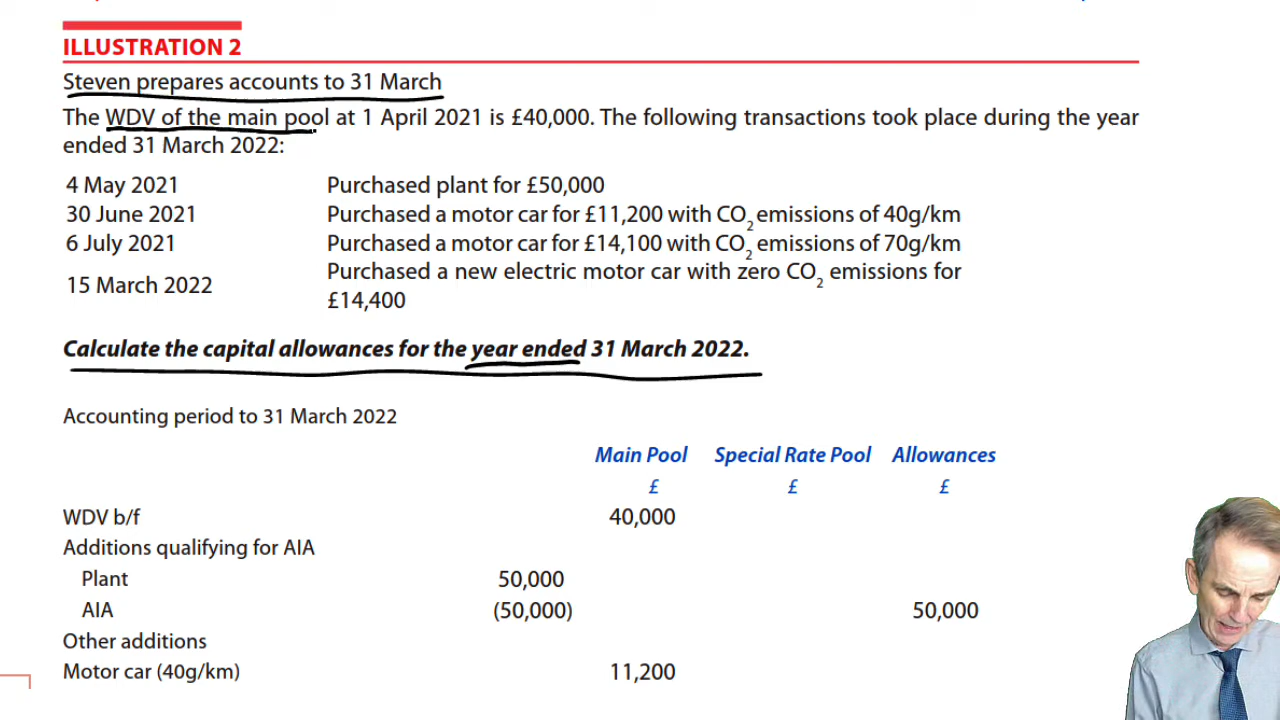 ILLUSTRATION 2
Steven prepares accounts to 31 March
The WDV of the main pool at 1 April 2021 is £40,000. The following transactions took place during the year
ended 31 March 2022:
4 May 2021 Purchased plant for £50,000
30 June 2021 Purchased a motor car for £11,200 with CO₂ emissions of 40g/km
6 July 2021 Purchased a motor car for £14,100 with CO₂ emissions of 70g/km
15 March 2022 Purchased a new electric motor car with zero CO₂ emissions for
£14,400
Calculate the capital allowances for the year ended 31 March 2022.
Accounting period to 31 March 2022
Main Pool Special Rate Pool Allowances
£ £ £
WDV b/f 40,000
Additions qualifying for AIA
Plant 50,000
AIA (50,000) 50,000
Other additions
Motor car (40g/km) 11,200